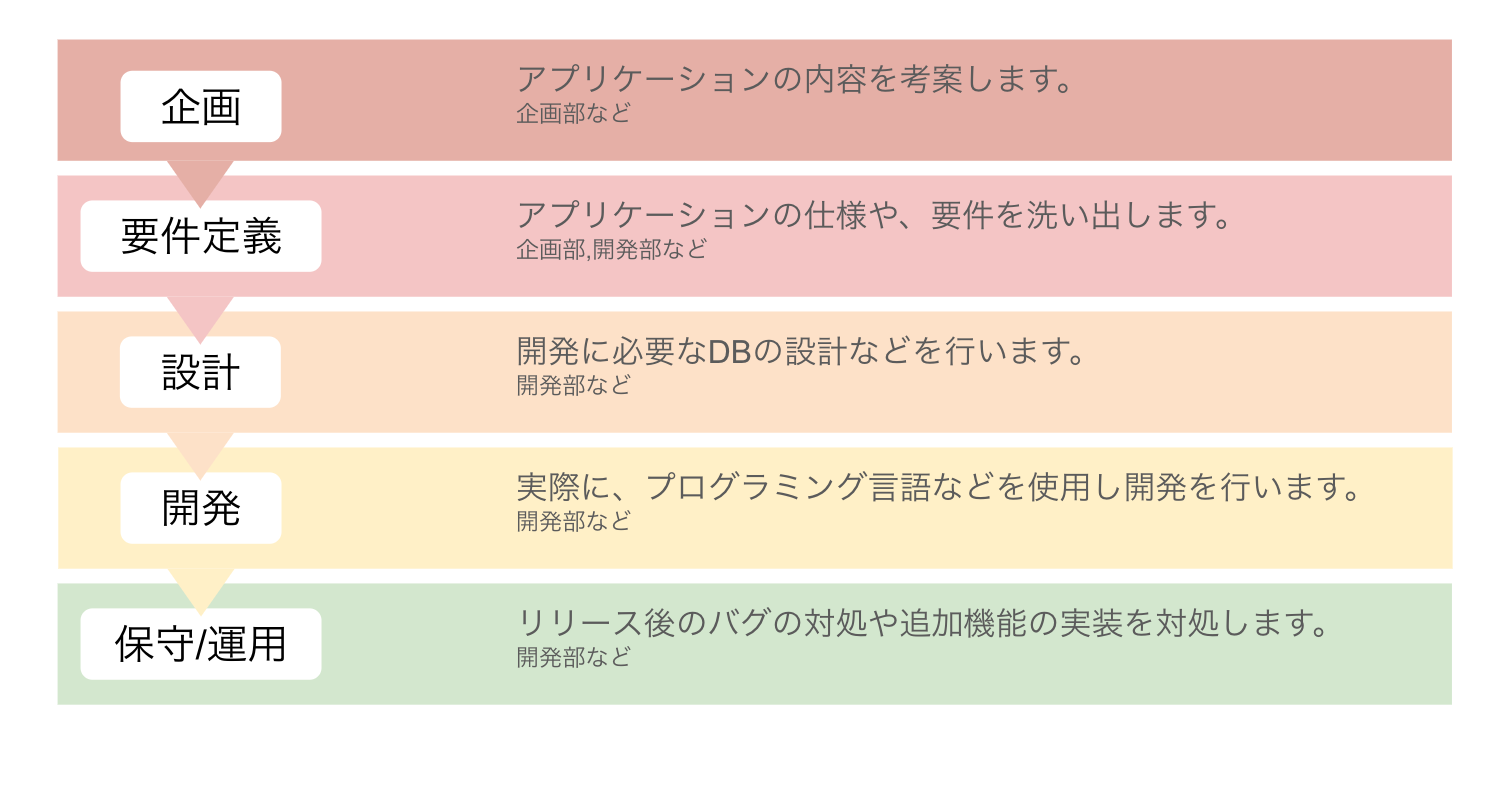 企画
アプリケーションの内容を考案します。
企画部など
要件定義
アプリケーションの仕様や、要件を洗い出します。
企画部,開発部など
設計
開発に必要なDBの設計などを行います。
開発部など
開発
実際に、プログラミング言語などを使用し開発を行います。
開発部など
保守/運用
リリース後のバグの対処や追加機能の実装を対処します。
開発部など